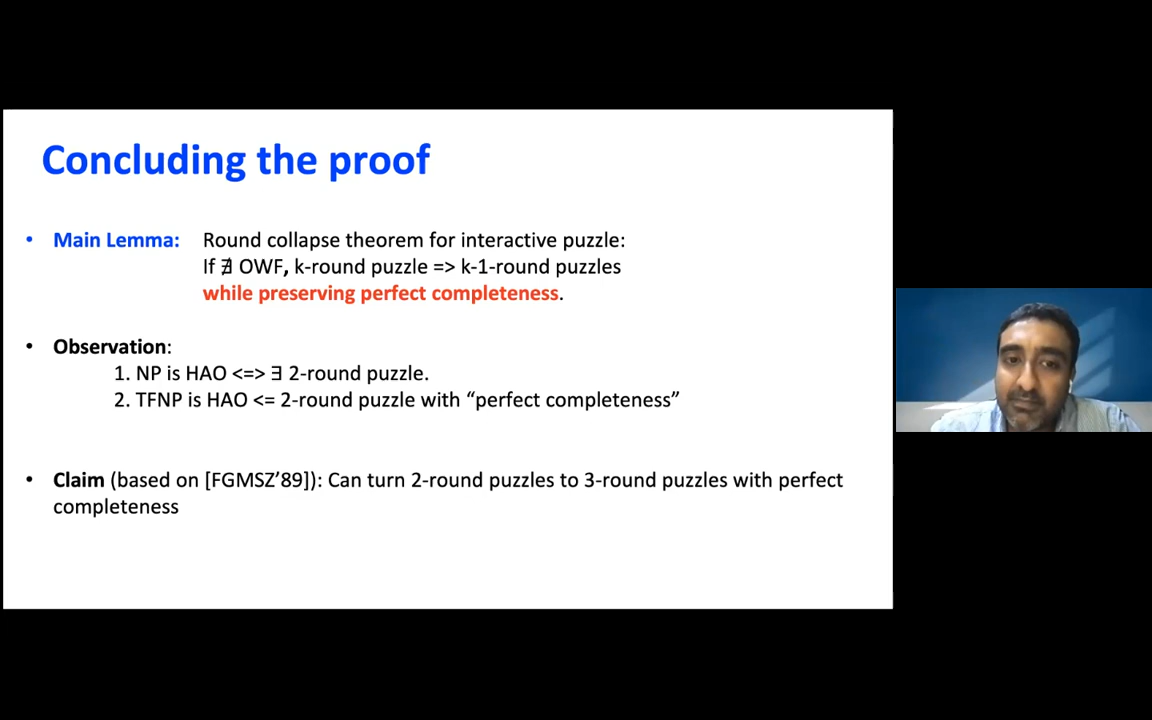 Concluding the proof
• Main Lemma: Round collapse theorem for interactive puzzle:
If ∄ OWF, k-round puzzle => k-1-round puzzles
while preserving perfect completeness.
• Observation:
1. NP is HAO <=> ∃ 2-round puzzle.
2. TFNP is HAO <= 2-round puzzle with “perfect completeness”
• Claim (based on [FGMSZ’89]): Can turn 2-round puzzles to 3-round puzzles with perfect
completeness